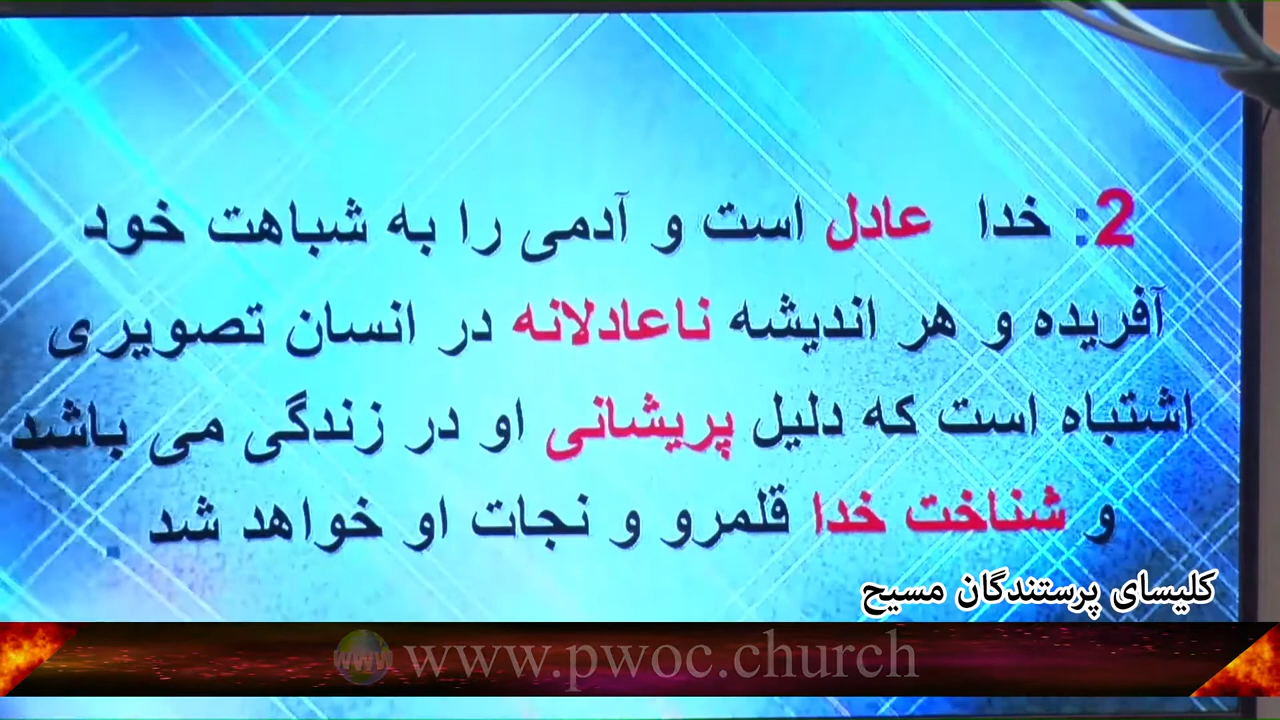 2: خدا عادل است و آدمی را به شباهت خود
آفریده و هر اندیشه ناعادلانه در انسان تصویری
اشتباه است که دلیل پریشانی او در زندگی می باشد
و شناخت خدا قلمرو و نجات او خواهد شد .
کلیسای پرستندگان مسیح
www www.pwoc.church